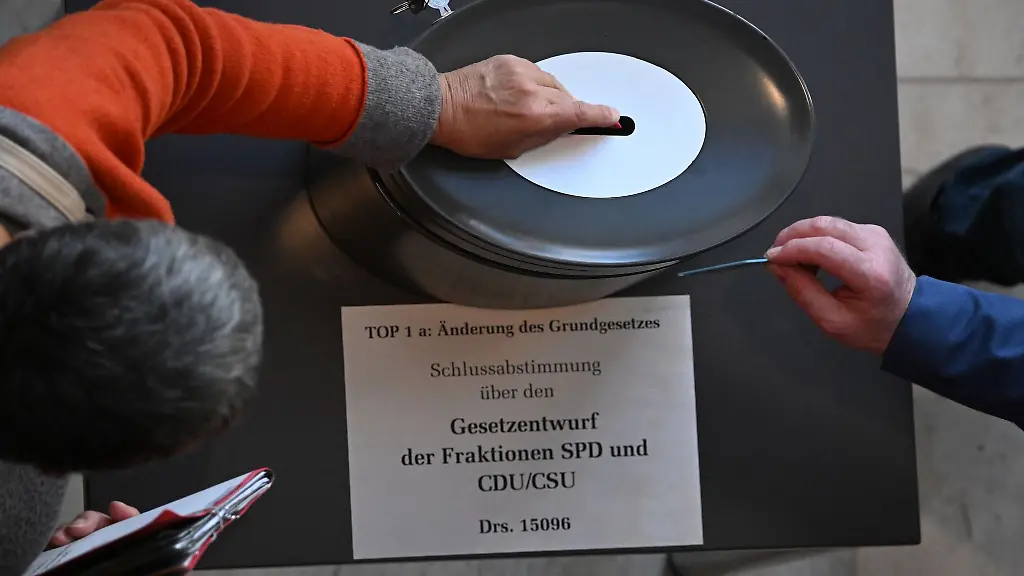 TOP 1 a: Änderung des Grundgesetzes
Schlussabstimmung
über den
Gesetzentwurf
der Fraktionen SPD und
CDU/CSU
Drs. 15096